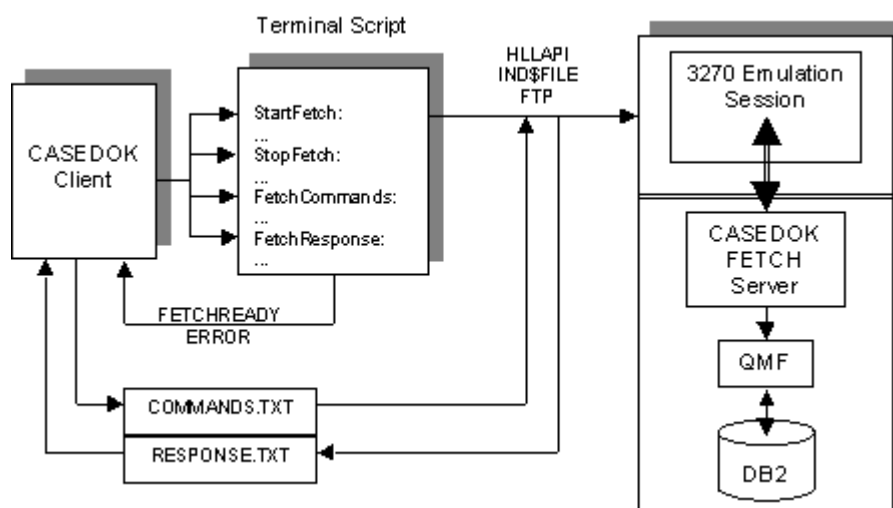 Terminal Script
HLLAPI
IND$FILE
FTP
3270 Emulation
Session
CASEDOK
Client
StartFetch:
...
StopFetch:
...
FetchCommands:
...
FetchResponse:
...
FETCHREADY
ERROR
COMMANDS.TXT
RESPONSE.TXT
CASEDOK
FETCH
Server
QMF
DB2